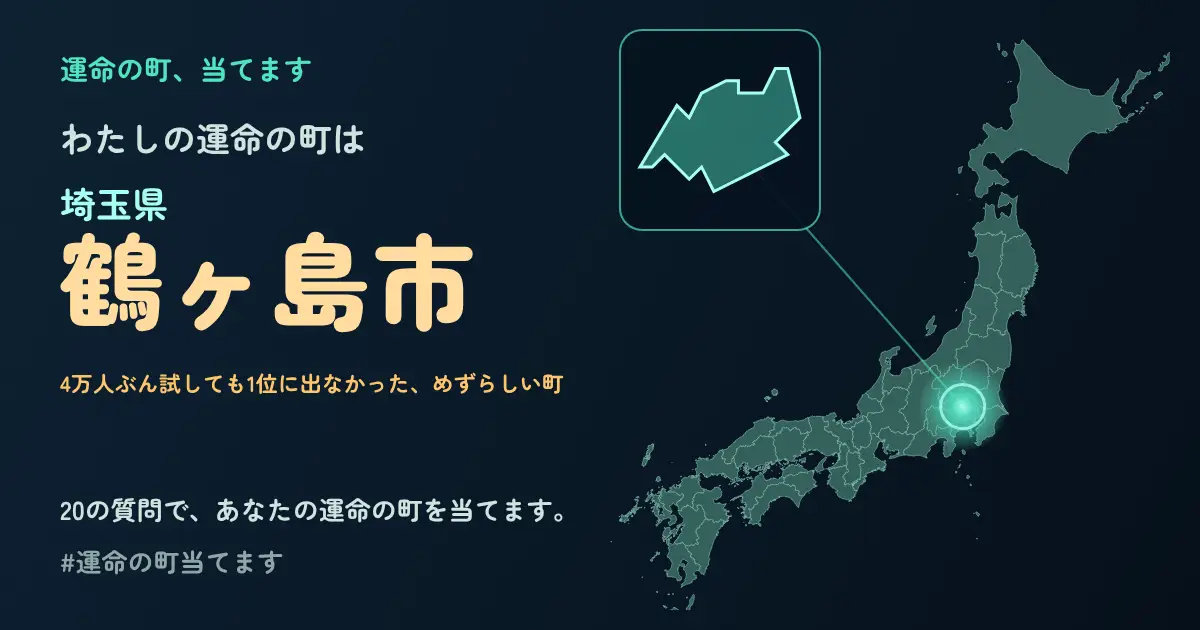 運命の町、当てます
わたしの運命の町は
埼玉県
鶴ヶ島市
4万人ぶん試しても1位に出なかった、めずらしい町
20の質問で、あなたの運命の町を当てます。
#運命の町当てます